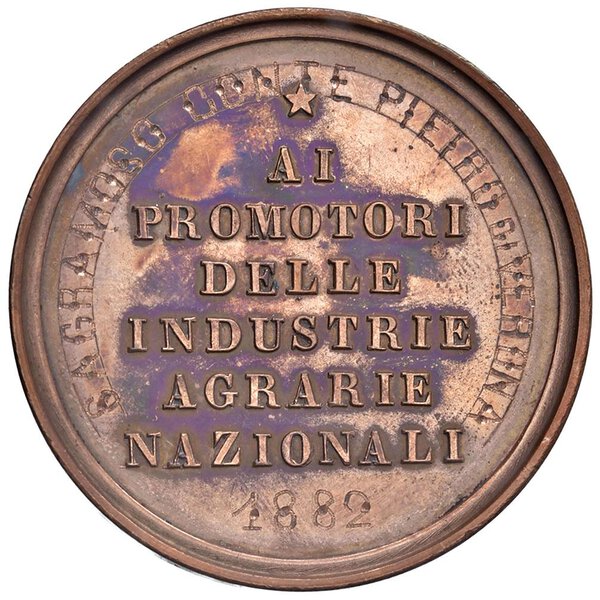 SAGRAMOSO CONTE PIETRO DI VERONA
AI
PROMOTORI
DELLE
INDUSTRIE
AGRARIE
NAZIONALI
1882